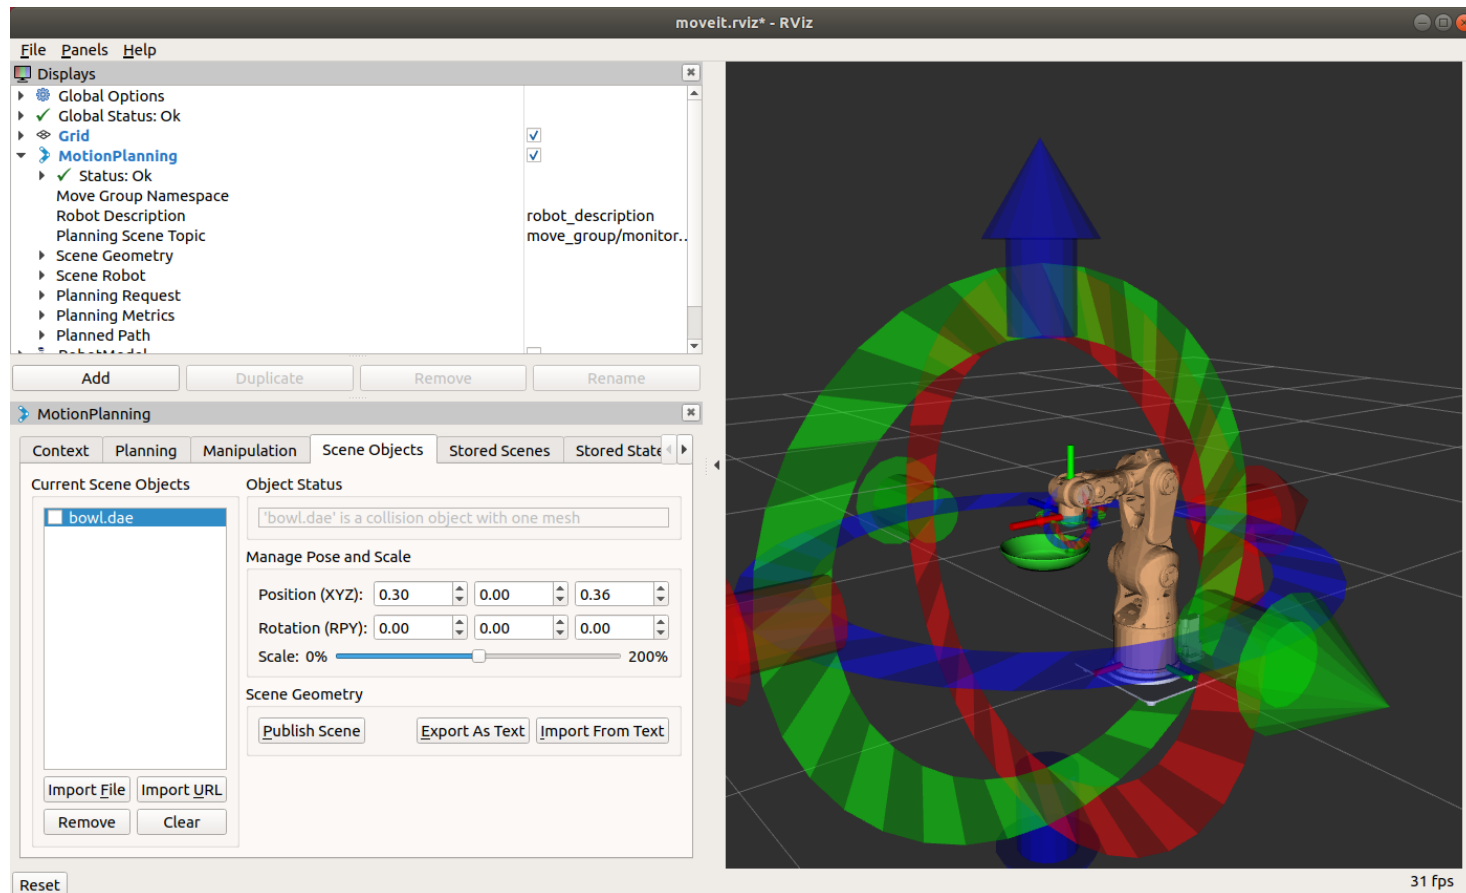 moveit.rviz* - RViz
File Panels Help
Displays
Global Options
Global Status: Ok
Grid
MotionPlanning
Status: Ok
Move Group Namespace
Robot Description robot_description
Planning Scene Topic move_group/monitor..
Scene Geometry
Scene Robot
Planning Request
Planning Metrics
Planned Path
RobotModel
Add Duplicate Remove Rename
MotionPlanning
Context Planning Manipulation Scene Objects Stored Scenes Stored State
Current Scene Objects Object Status
bowl.dae 'bowl.dae' is a collision object with one mesh
Manage Pose and Scale
Position (XYZ): 0.30 0.00 0.36
Rotation (RPY): 0.00 0.00 0.00
Scale: 0% 200%
Scene Geometry
Publish Scene Export As Text Import From Text
Import File Import URL
Remove Clear
Reset 31 fps